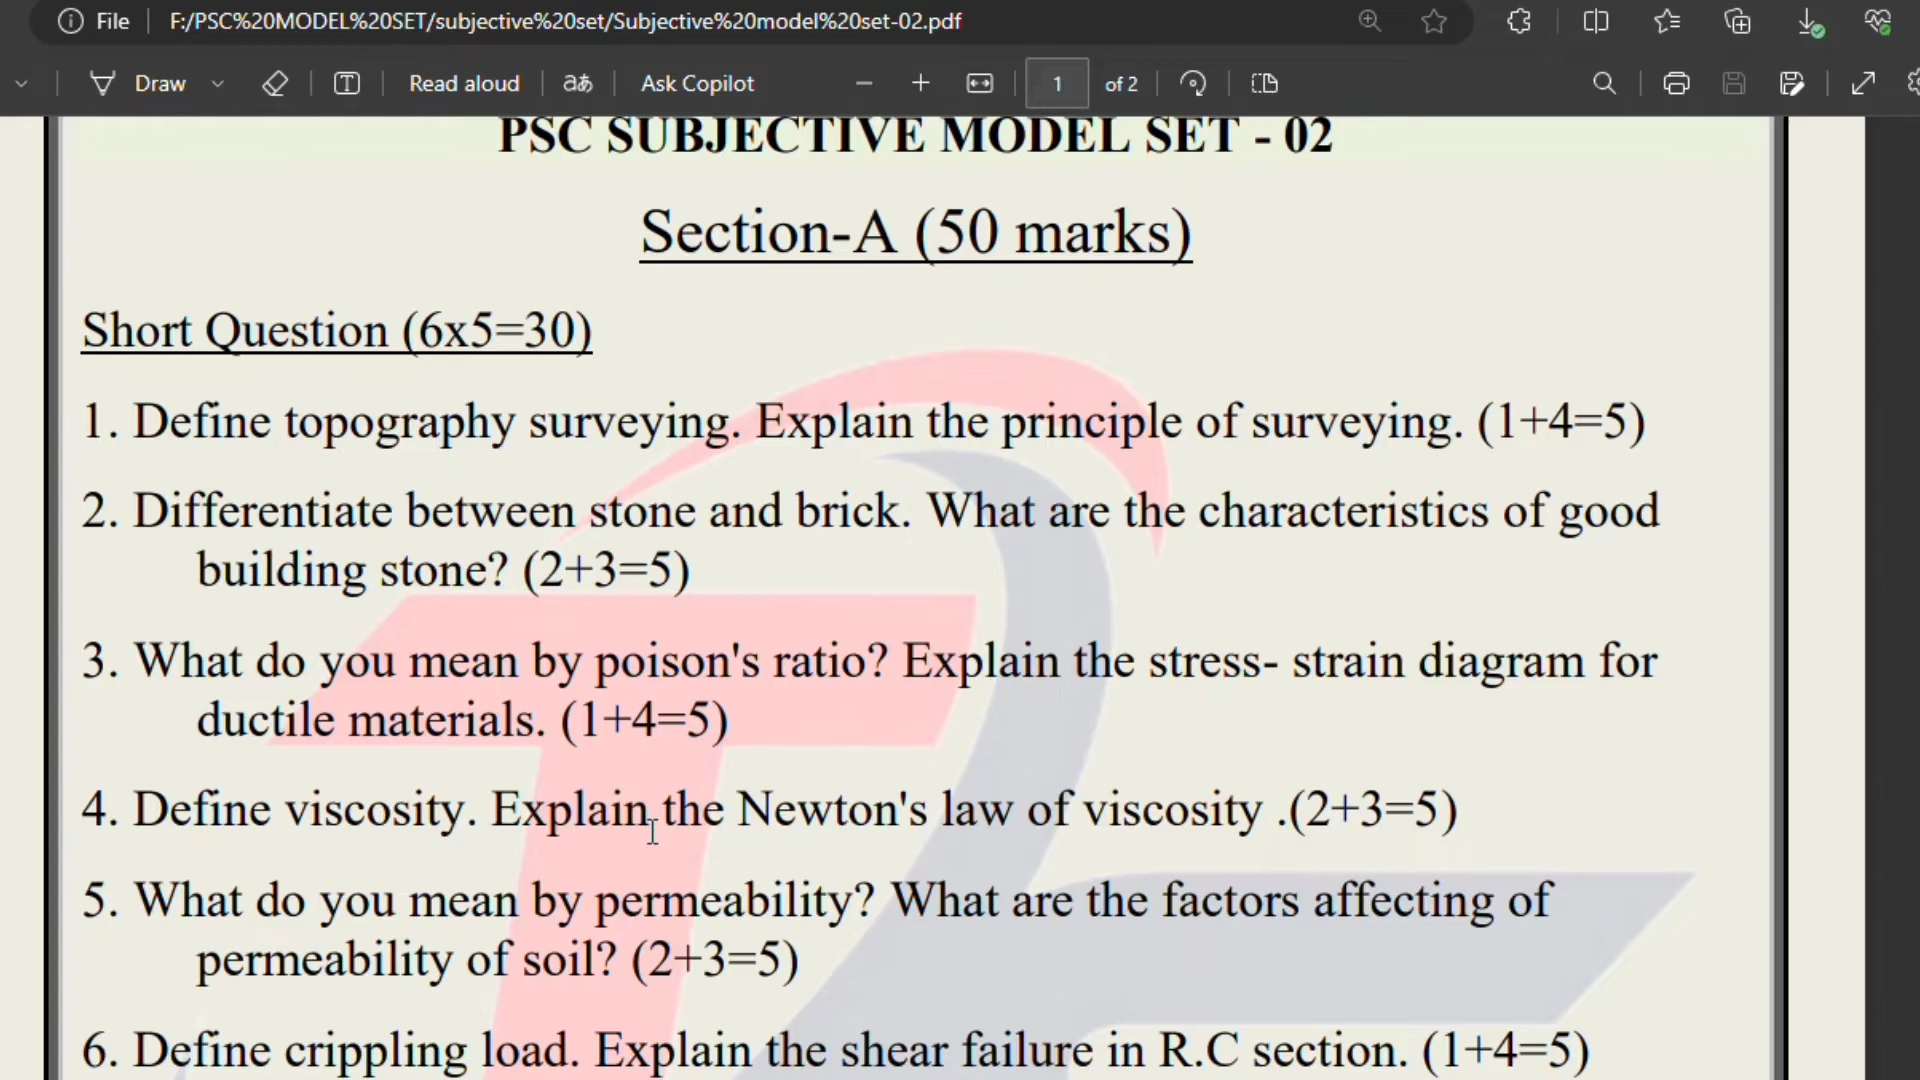 File F:/PSC%20MODEL%20SET/subjective%20set/Subjective%20model%20set-02.pdf
Draw Read aloud aあ Ask Copilot 1 of 2
PSC SUBJECTIVE MODEL SET - 02
Section-A (50 marks)
Short Question (6x5=30)
1. Define topography surveying. Explain the principle of surveying. (1+4=5)
2. Differentiate between stone and brick. What are the characteristics of good
building stone? (2+3=5)
3. What do you mean by poison's ratio? Explain the stress- strain diagram for
ductile materials. (1+4=5)
4. Define viscosity. Explain the Newton's law of viscosity .(2+3=5)
5. What do you mean by permeability? What are the factors affecting of
permeability of soil? (2+3=5)
6. Define crippling load. Explain the shear failure in R.C section. (1+4=5)